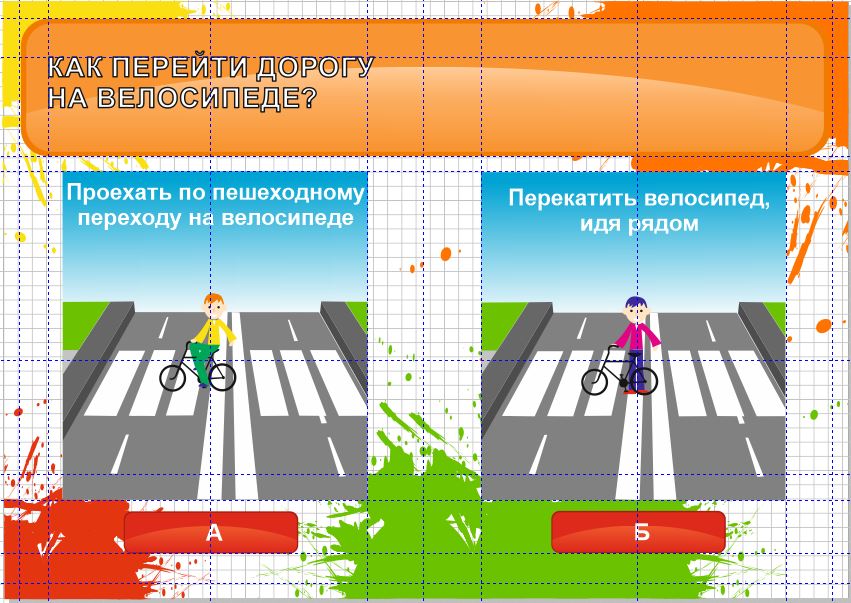 КАК ПЕРЕЙТИ ДОРОГУ
НА ВЕЛОСИПЕДЕ?
Проехать по пешеходному
переходу на велосипеде
Перекатить велосипед,
идя рядом
А
Б